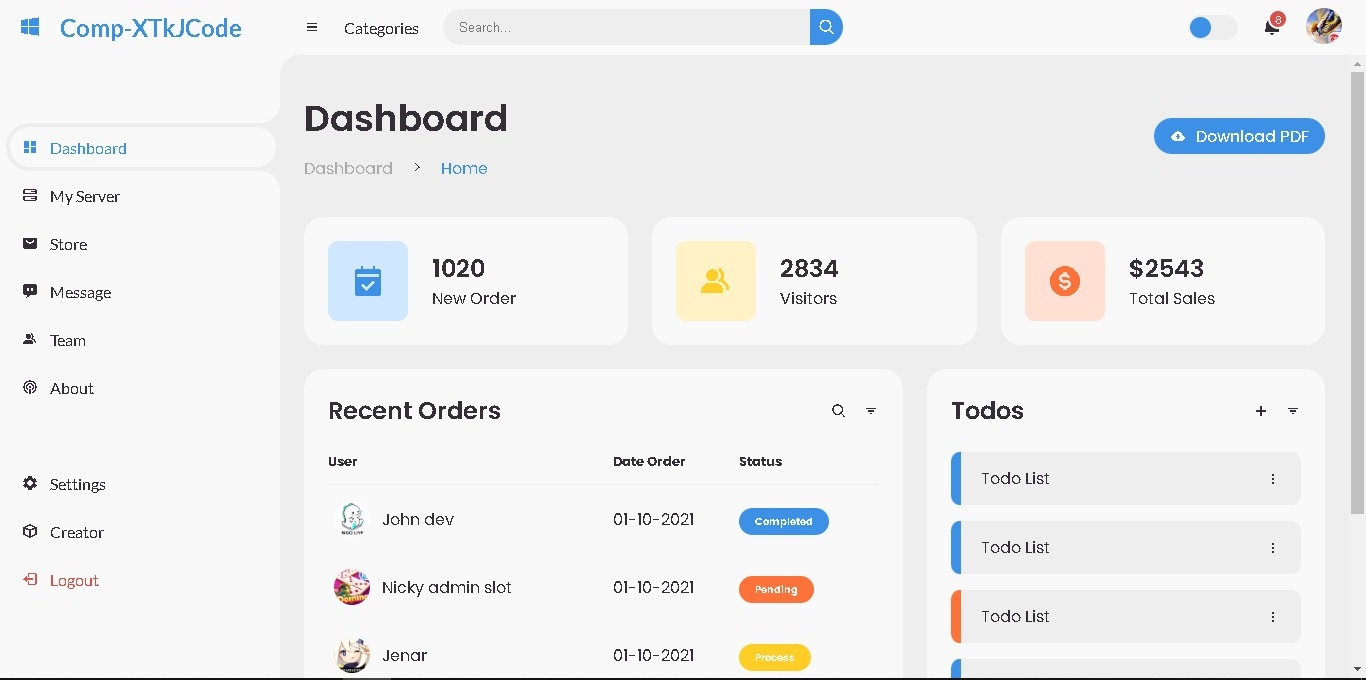 Comp-XTkJCode
Categories
Search...
8
Dashboard
My Server
Store
Message
Team
About
Settings
Creator
Logout
Dashboard
Dashboard > Home
Download PDF
1020
New Order
2834
Visitors
$2543
Total Sales
Recent Orders
User Date Order Status
John dev 01-10-2021 Completed
Nicky admin slot 01-10-2021 Pending
Jenar 01-10-2021 Process
Todos
Todo List
Todo List
Todo List